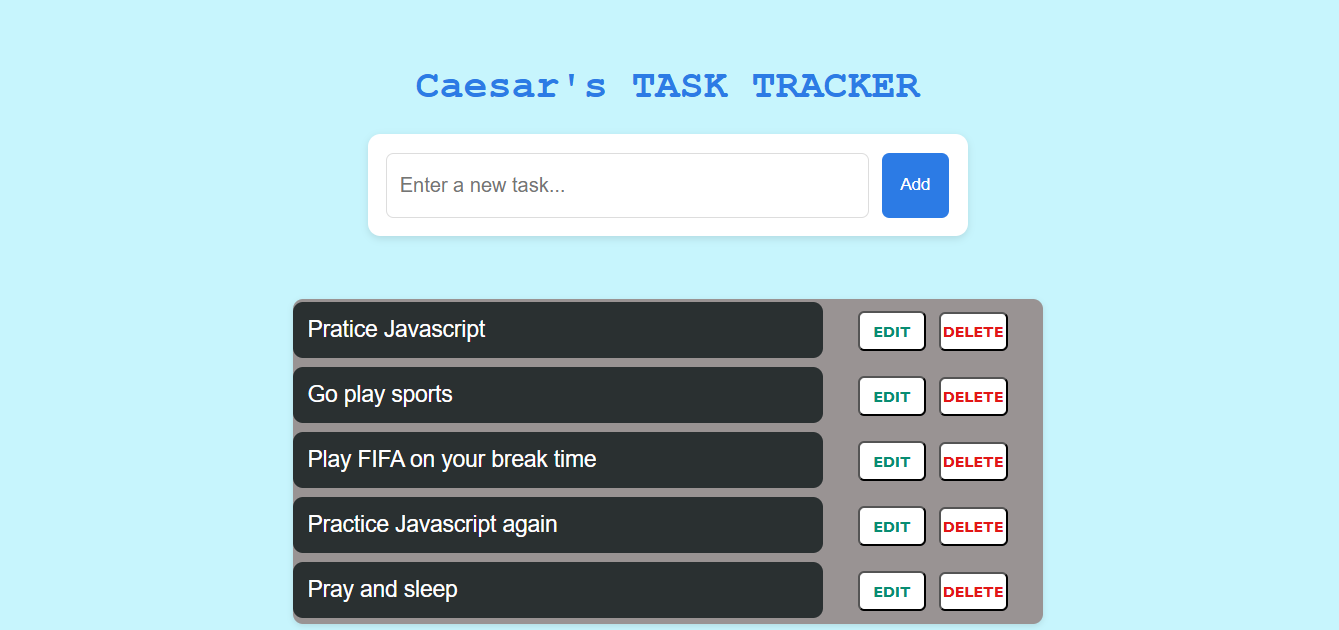 Caesar's TASK TRACKER
Enter a new task...
Add
Pratice Javascript
EDIT
DELETE
Go play sports
EDIT
DELETE
Play FIFA on your break time
EDIT
DELETE
Practice Javascript again
EDIT
DELETE
Pray and sleep
EDIT
DELETE